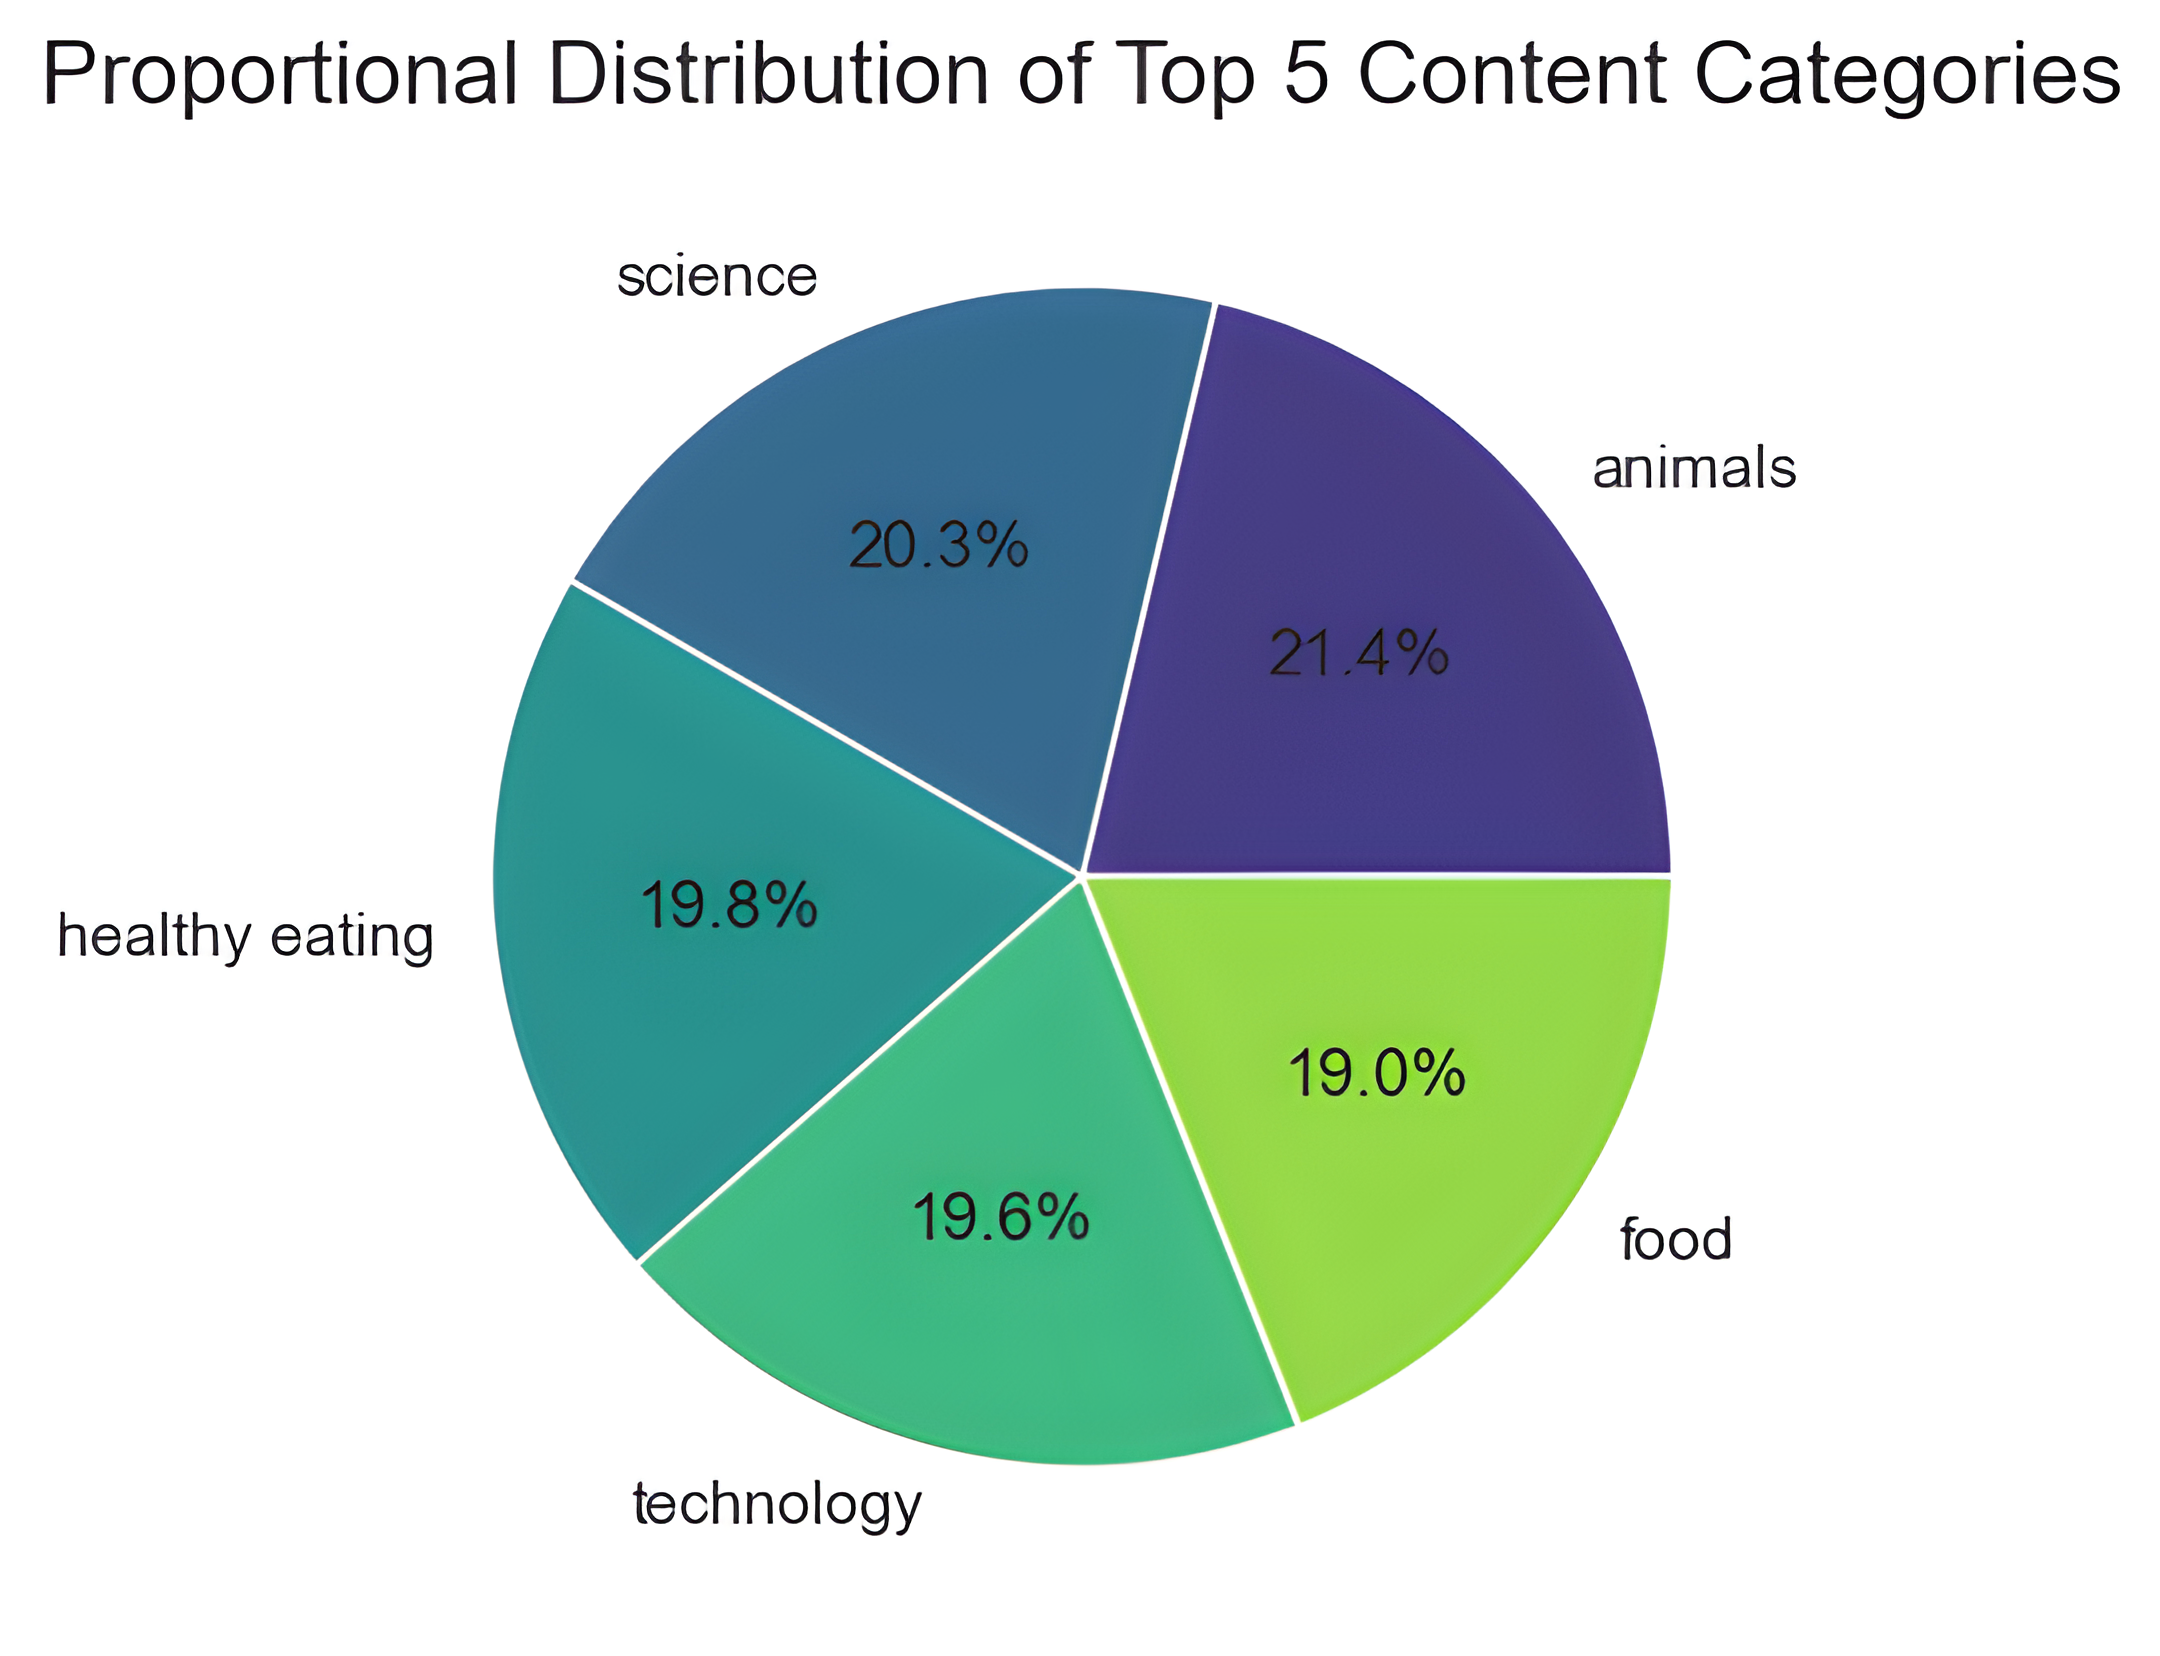 Proportional Distribution of Top 5 Content Categories
science
animals
20.3%
21.4%
19.8%
healthy eating
19.0%
19.6%
food
technology